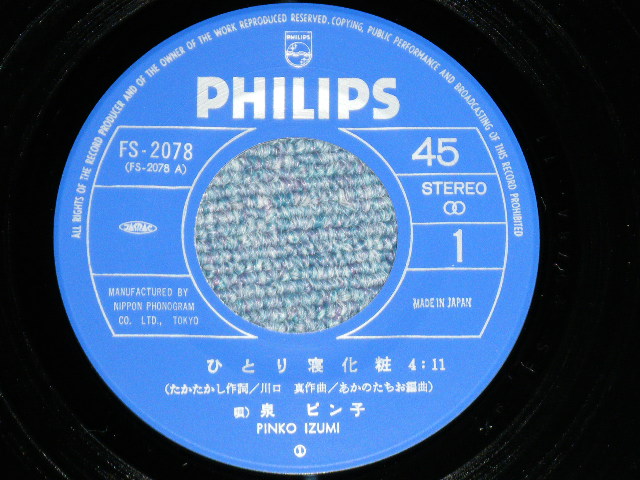 ALL RIGHTS OF THE RECORD PRODUCER AND OF THE OWNER OF THE WORK REPRODUCED RESERVED. COPYING, PUBLIC PERFORMANCE AND BROADCASTING OF THIS RECORD PROHIBITED
PHILIPS
PHILIPS
FS-2078
(FS-2078 A)
45
STEREO
1
MANUFACTURED BY
NIPPON PHONOGRAM
CO. LTD., TOKYO
MADE IN JAPAN
ひとり寝化粧 4:11
(たかたかし作詞/川口 真作曲/あかのたちお編曲)
唄) 泉 ピン子
PINKO IZUMI
①